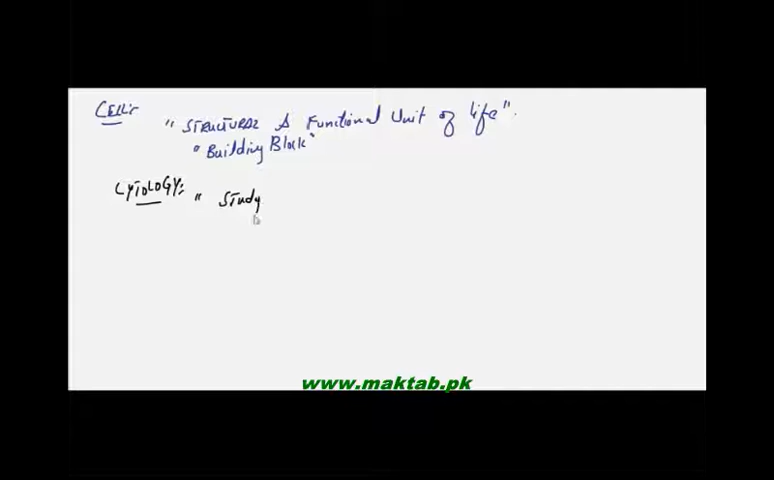 CELL:-
" STRUCTURAL & Functional Unit of life".
" Building Block"
CYTOLOGY:- " Study
www.maktab.pk